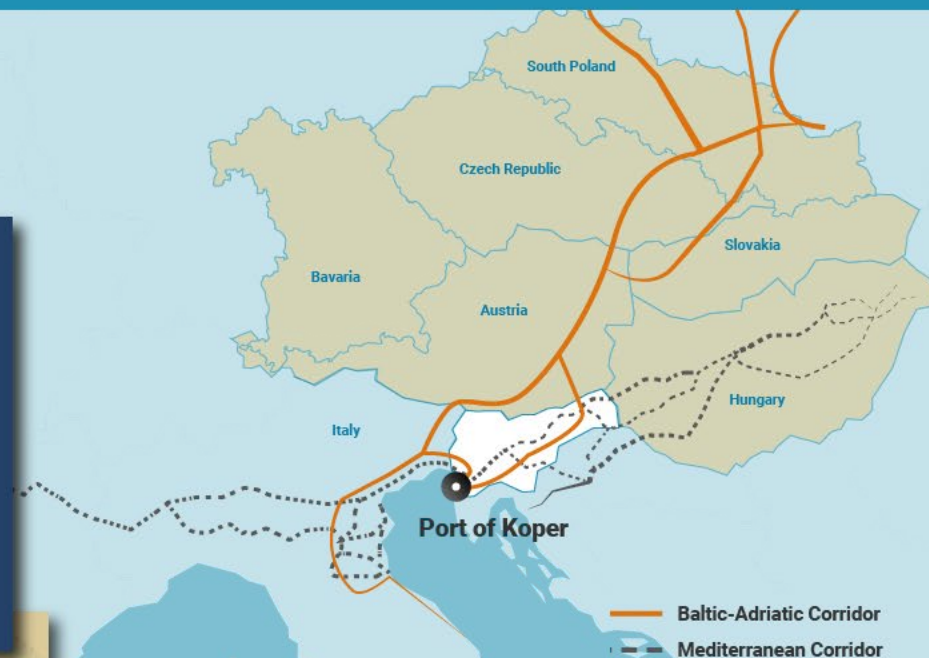 South Poland
Czech Republic
Slovakia
Bavaria
Austria
Hungary
Italy
Port of Koper
Baltic-Adriatic Corridor
Mediterranean Corridor